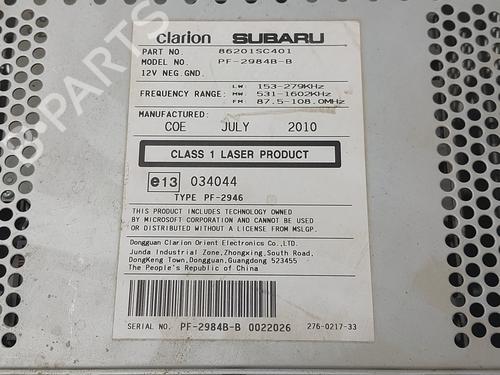 clarion SUBARU
PART NO. 86201SC401
MODEL NO. PF-2984B-B
12V NEG.GND.
FREQUENCY RANGE: LW: 153-279KHz
MW: 531-1602KHz
FM: 87.5-108.0MHz
MANUFACTURED:
COE JULY 2010
CLASS 1 LASER PRODUCT
e13 034044
TYPE PF-2946
THIS PRODUCT INCLUDES TECHNOLOGY OWNED
BY MICROSOFT CORPORATION AND CANNOT BE USED
OR DISTRIBUTED WITHOUT A LICENSE FROM MSLGP.
Dongguan Clarion Orient Electronics Co.,LTD.
Junda Industrial Zone,Zhongxing,South Road,
DongKeng Town,Dongguan,Guangdong 523455
The People's Republic of China
SERIAL NO. PF-2984B-B 0022026 276-0217-33